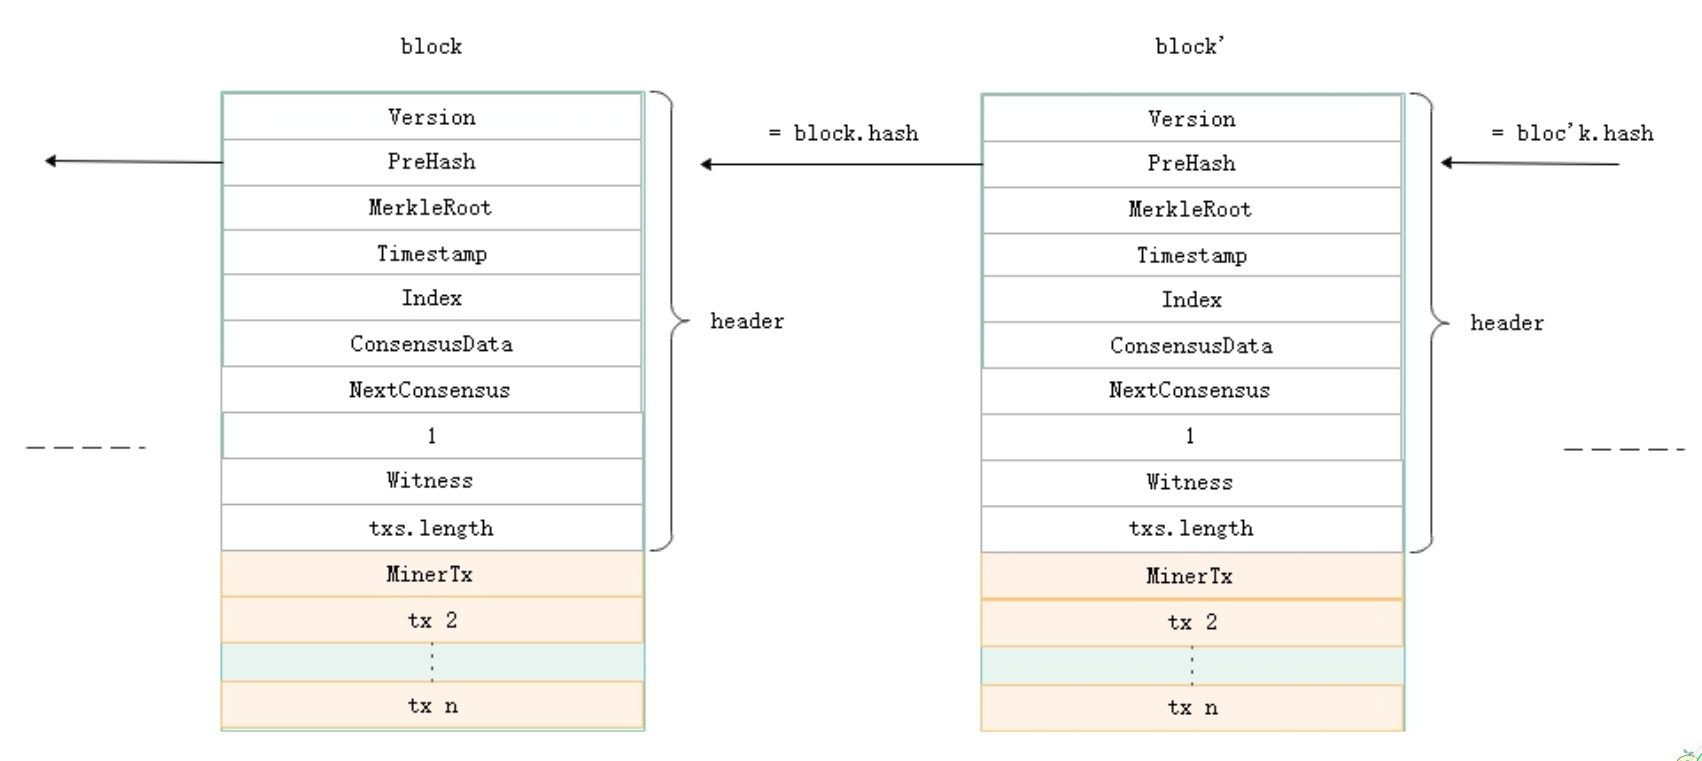 block
Version
PreHash
MerkleRoot
Timestamp
Index
ConsensusData
NextConsensus
1
Witness
txs.length
MinerTx
tx 2
tx n
header
= block.hash
block'
Version
PreHash
MerkleRoot
Timestamp
Index
ConsensusData
NextConsensus
1
Witness
txs.length
MinerTx
tx 2
tx n
header
= bloc'k.hash